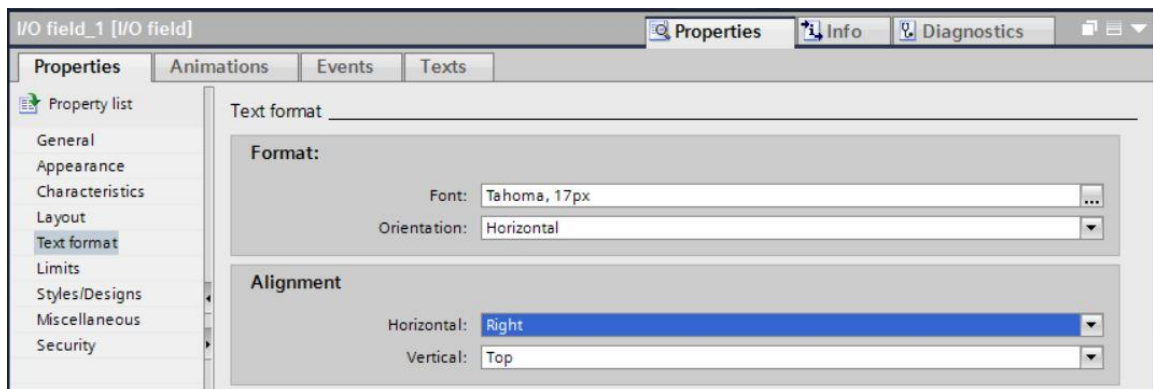 I/O field_1 [I/O field]
Properties
Info
Diagnostics
Properties
Animations
Events
Texts
Property list
General
Appearance
Characteristics
Layout
Text format
Limits
Styles/Designs
Miscellaneous
Security
Text format
Format:
Font: Tahoma, 17px
...
Orientation: Horizontal
Alignment
Horizontal: Right
Vertical: Top